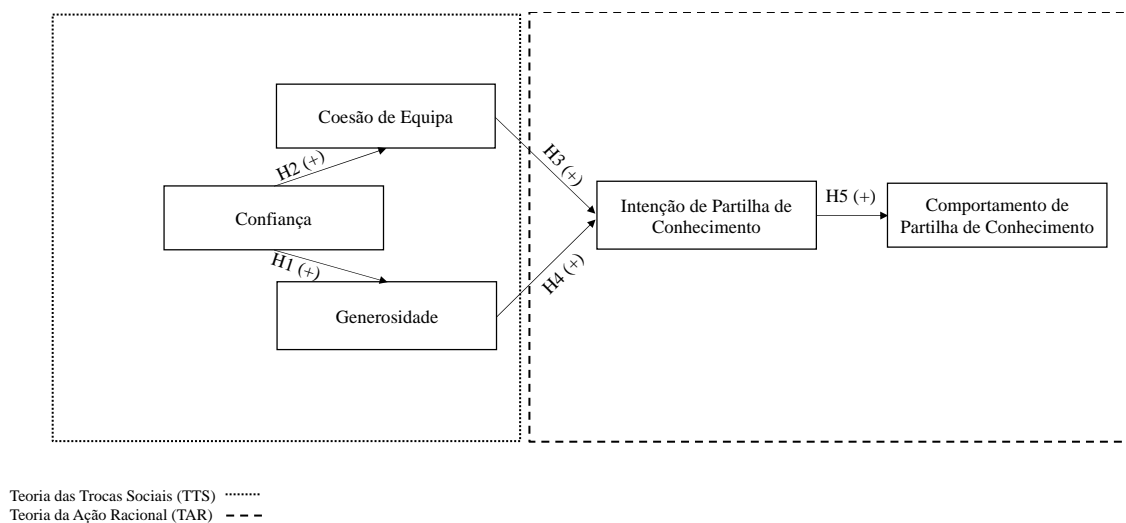 Coesão de Equipa
H2 (+)
H3 (+)
Confiança
Intenção de Partilha de
Conhecimento
H5 (+)
Comportamento de
Partilha de Conhecimento
H1 (+)
H4 (+)
Generosidade
Teoria das Trocas Sociais (TTS)
Teoria da Ação Racional (TAR)